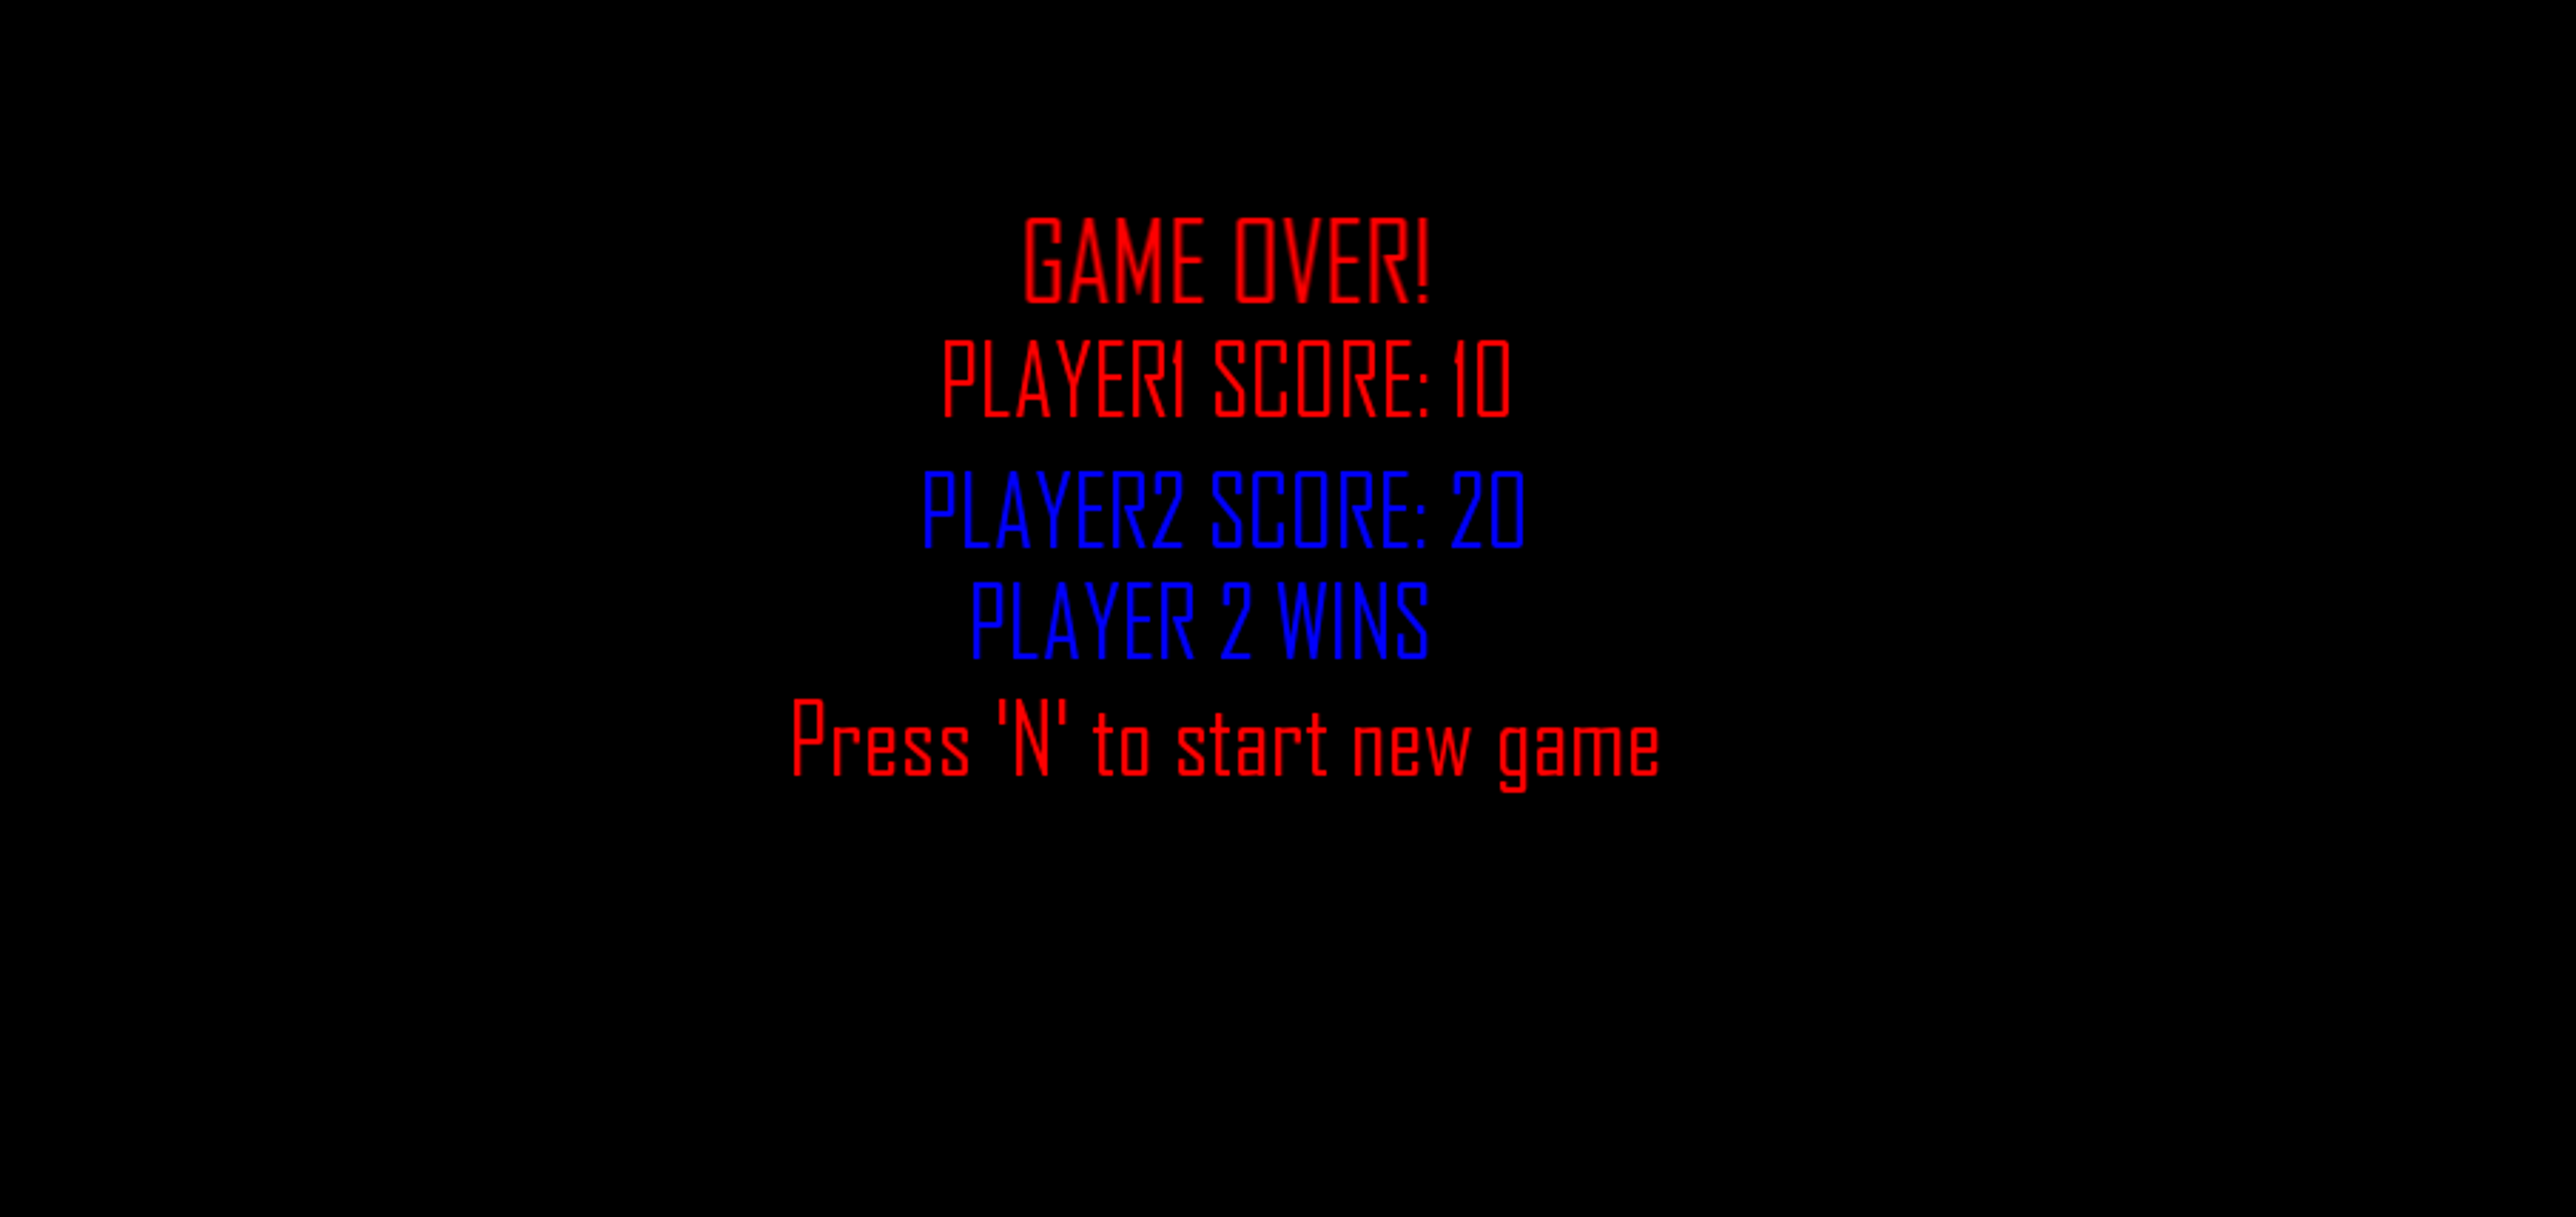 GAME OVER!
PLAYER1 SCORE: 10
PLAYER2 SCORE: 20
PLAYER 2 WINS
Press 'N' to start new game